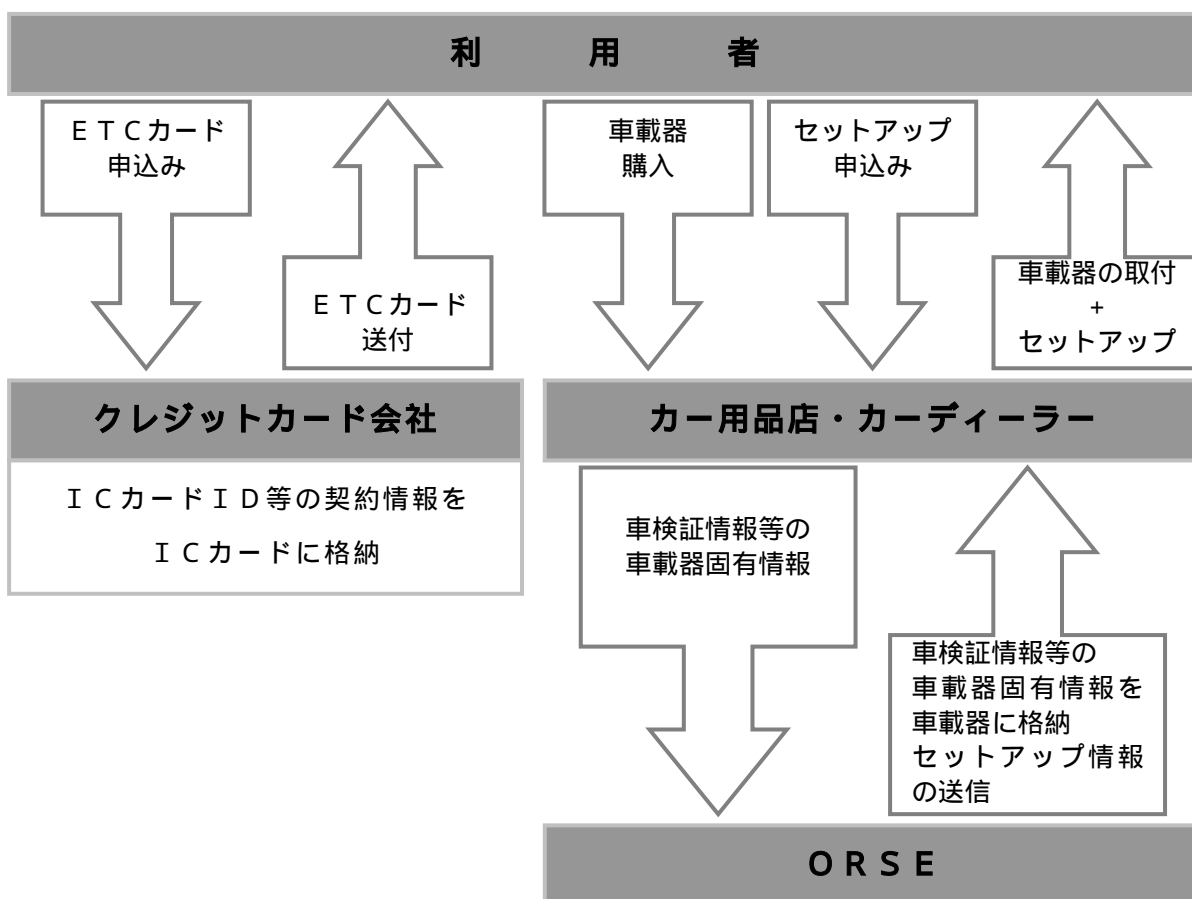 利用者
ＥＴＣカード
申込み
ＥＴＣカード
送付
車載器
購入
セットアップ
申込み
車載器の取付
+
セットアップ
クレジットカード会社
ＩＣカードＩＤ等の契約情報を
ＩＣカードに格納
カー用品店・カーディーラー
車検証情報等の
車載器固有情報
車検証情報等の
車載器固有情報を
車載器に格納
セットアップ情報
の送信
ＯＲＳＥ